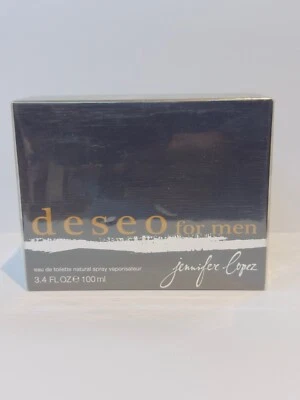 deseo for men
eau de toilette natural spray vaporisateur
jennifer lopez
3.4 FL OZ e 100 ml